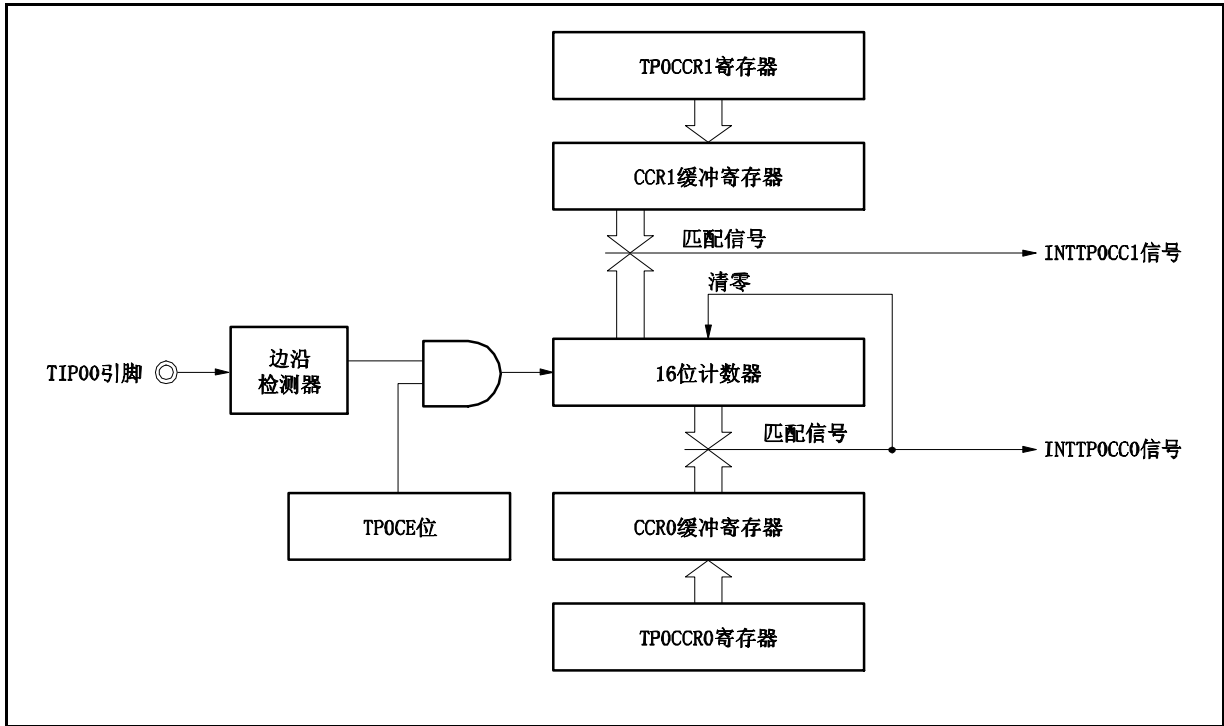 TP0CCR1寄存器
CCR1缓冲寄存器
匹配信号
INTTP0CC1信号
清零
TIP00引脚
边沿
检测器
16位计数器
匹配信号
INTTP0CC0信号
TP0CE位
CCR0缓冲寄存器
TP0CCR0寄存器